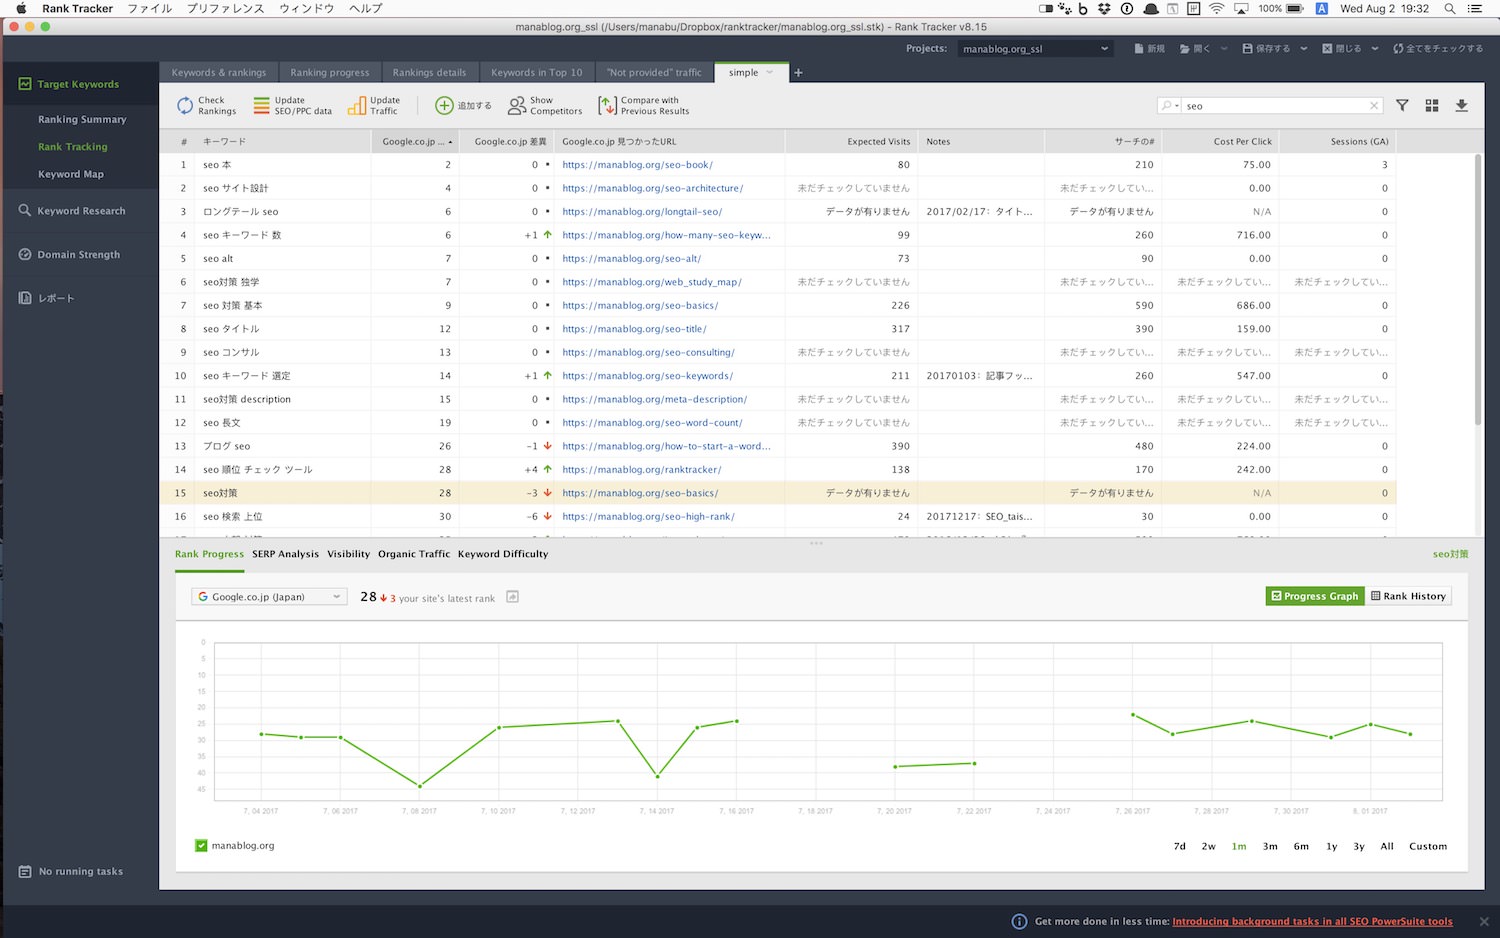 Rank Tracker ファイル プリファレンス ウィンドウ ヘルプ 100% A Wed Aug 2 19:32
manablog.org_ssl (/Users/manabu/Dropbox/ranktracker/manablog.org_ssl.stk) - Rank Tracker v8.15
Projects: manablog.org_ssl 新規 開く 保存する 閉じる 全てをチェックする
Target Keywords
Ranking Summary
Rank Tracking
Keyword Map
Keyword Research
Domain Strength
レポート
No running tasks
Keywords & rankings Ranking progress Rankings details Keywords in Top 10 "Not provided" traffic simple +
Check Rankings Update SEO/PPC data Update Traffic 追加する Show Competitors Compare with Previous Results seo
# キーワード Google.co.jp ... Google.co.jp 差異 Google.co.jp 見つかったURL Expected Visits Notes サーチの# Cost Per Click Sessions (GA)
1 seo 本 2 0 https://manablog.org/seo-book/ 80 210 75.00 3
2 seo サイト設計 4 0 https://manablog.org/seo-architecture/ 未だチェックしていません 未だチェックしてい... 0.00 0
3 ロングテール seo 6 0 https://manablog.org/longtail-seo/ データが有りません 2017/02/17: タイト... データが有りません N/A 0
4 seo キーワード 数 6 +1 https://manablog.org/how-many-seo-keyw... 99 260 716.00 0
5 seo alt 7 0 https://manablog.org/seo-alt/ 73 90 0.00 0
6 seo対策 独学 7 0 https://manablog.org/web_study_map/ 未だチェックしていません 未だチェックしてい... 未だチェックしてい... 未だチェックしてい...
7 seo 対策 基本 9 0 https://manablog.org/seo-basics/ 226 590 686.00 0
8 seo タイトル 12 0 https://manablog.org/seo-title/ 317 390 159.00 0
9 seo コンサル 13 0 https://manablog.org/seo-consulting/ 未だチェックしていません 未だチェックしてい... 未だチェックしてい... 未だチェックしてい...
10 seo キーワード 選定 14 +1 https://manablog.org/seo-keywords/ 211 20170103: 記事フッ... 260 547.00 0
11 seo対策 description 15 0 https://manablog.org/meta-description/ 未だチェックしていません 未だチェックしてい... 未だチェックしてい... 未だチェックしてい...
12 seo 長文 19 0 https://manablog.org/seo-word-count/ 未だチェックしていません 未だチェックしてい... 未だチェックしてい... 未だチェックしてい...
13 ブログ seo 26 -1 https://manablog.org/how-to-start-a-word... 390 480 224.00 0
14 seo 順位 チェック ツール 28 +4 https://manablog.org/ranktracker/ 138 170 242.00 0
15 seo対策 28 -3 https://manablog.org/seo-basics/ データが有りません データが有りません N/A 0
16 seo 検索 上位 30 -6 https://manablog.org/seo-high-rank/ 24 20171217: SEO_tais... 30 0.00 0
Rank Progress SERP Analysis Visibility Organic Traffic Keyword Difficulty seo対策
Google.co.jp (Japan) 28 3 your site's latest rank Progress Graph Rank History
0
5
10
15
20
25
30
35
40
45
7, 04 2017 7, 06 2017 7, 08 2017 7, 10 2017 7, 12 2017 7, 14 2017 7, 16 2017 7, 18 2017 7, 20 2017 7, 22 2017 7, 24 2017 7, 26 2017 7, 28 2017 7, 30 2017 8, 01 2017
manablog.org 7d 2w 1m 3m 6m 1y 3y All Custom
Get more done in less time: Introducing background tasks in all SEO PowerSuite tools